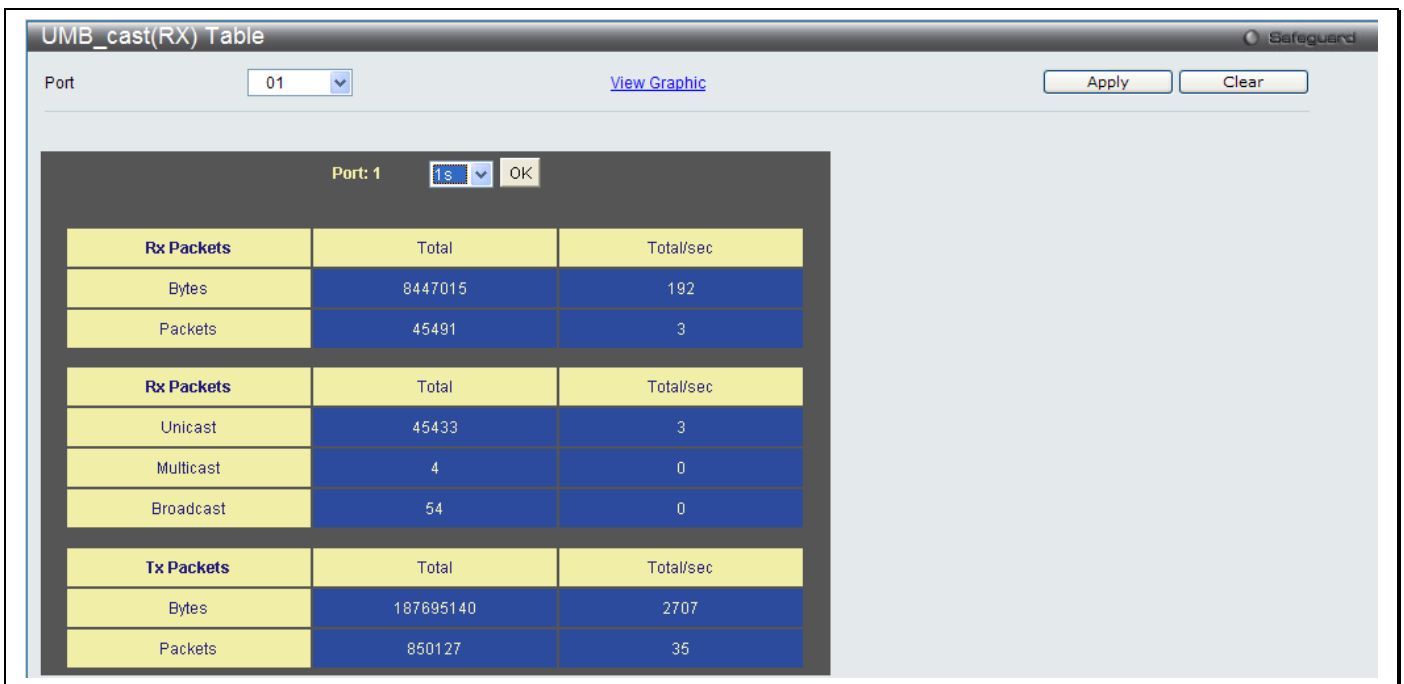 UMB_cast(RX) Table
Safeguard
Port 01 View Graphic Apply Clear
Port: 1 1s OK
Rx Packets Total Total/sec
Bytes 8447015 192
Packets 45491 3
Rx Packets Total Total/sec
Unicast 45433 3
Multicast 4 0
Broadcast 54 0
Tx Packets Total Total/sec
Bytes 187695140 2707
Packets 850127 35